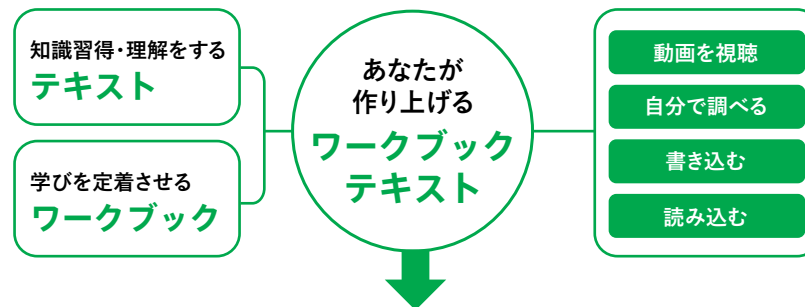 知識習得・理解をする
テキスト
学びを定着させる
ワークブック
あなたが
作り上げる
ワークブック
テキスト
動画を視聴
自分で調べる
書き込む
読み込む